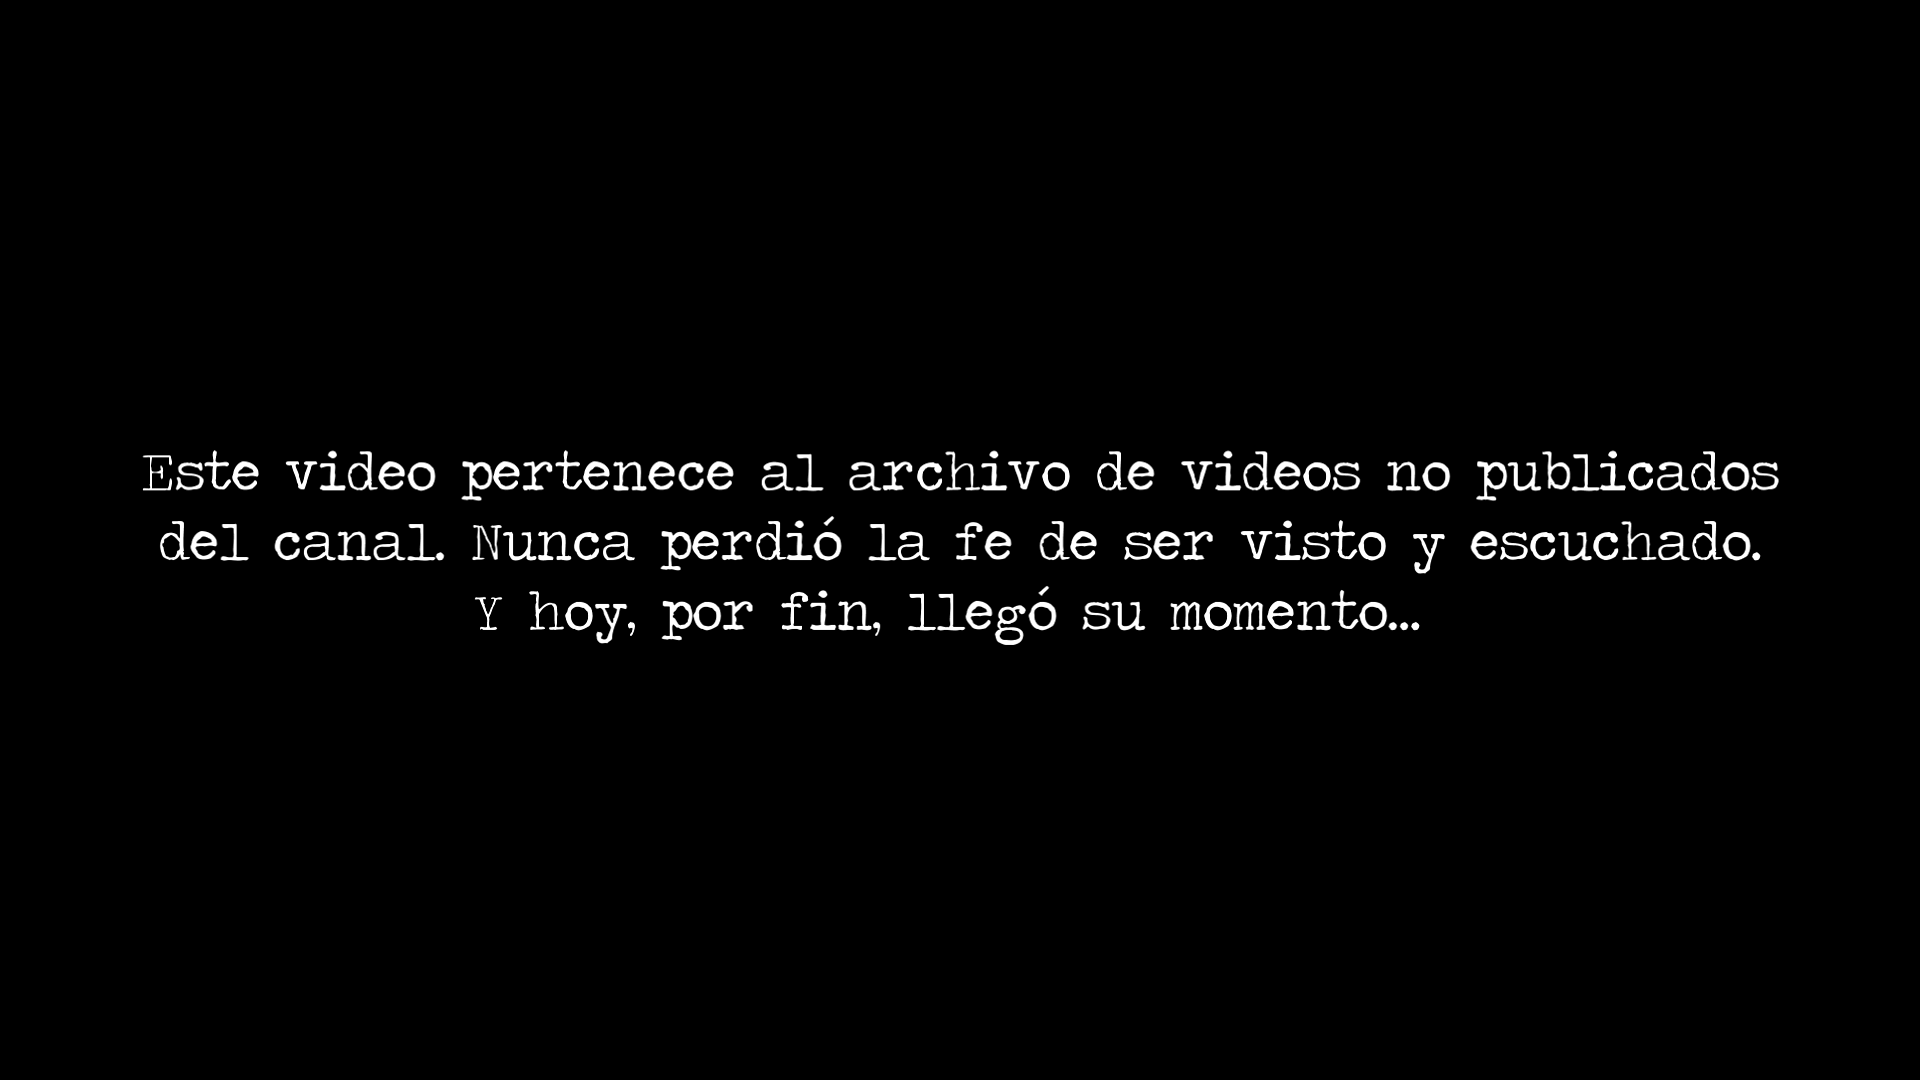 Este video pertenece al archivo de videos no publicados
del canal. Nunca perdió la fe de ser visto y escuchado.
Y hoy, por fin, llegó su momento...